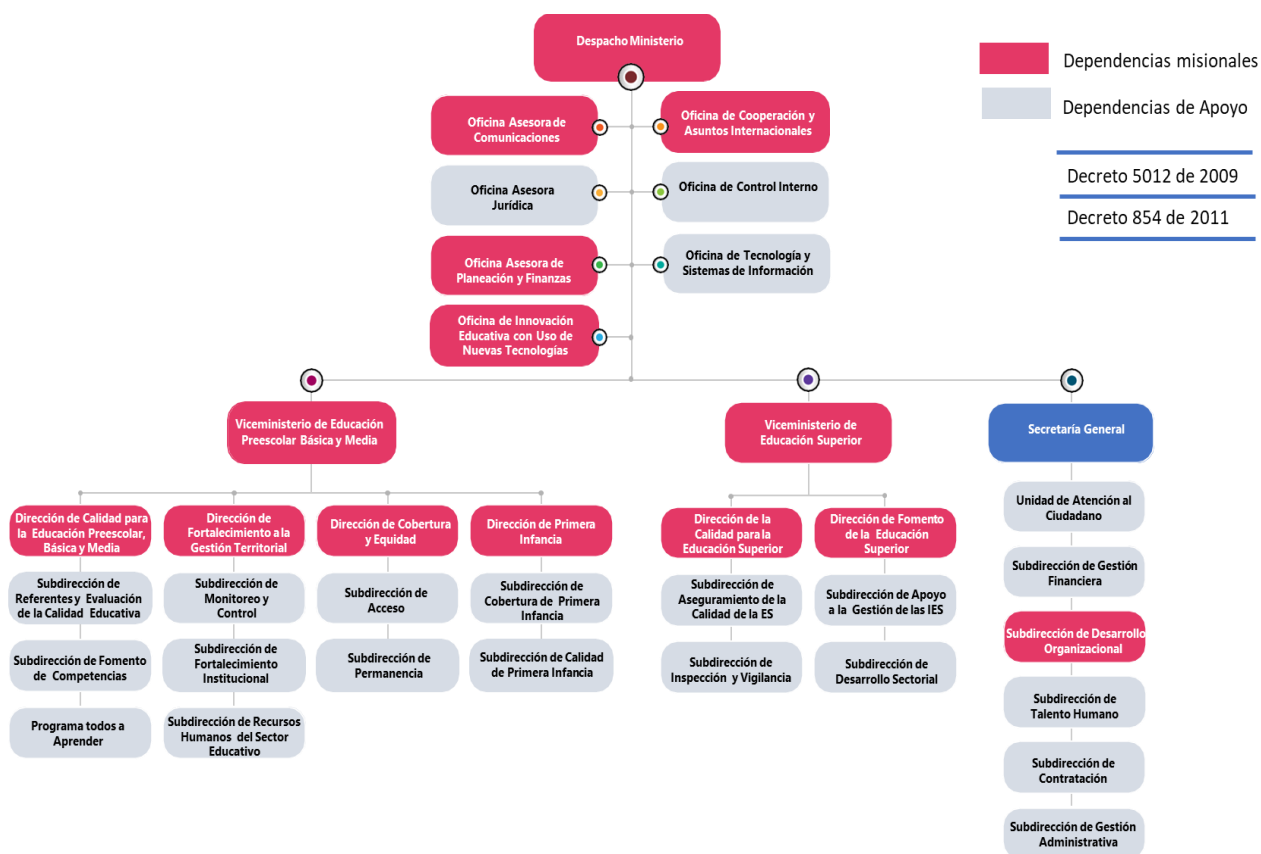 Despacho Ministerio
Dependencias misionales
Dependencias de Apoyo
Decreto 5012 de 2009
Decreto 854 de 2011
Oficina Asesora de
Comunicaciones
Oficina de Cooperación y
Asuntos Internacionales
Oficina Asesora
Jurídica
Oficina de Control Interno
Oficina Asesora de
Planeación y Finanzas
Oficina de Tecnología y
Sistemas de Información
Oficina de Innovación
Educativa con Uso de
Nuevas Tecnologías
Viceministerio de Educación
Preescolar Básica y Media
Viceministerio de
Educación Superior
Secretaría General
Dirección de Calidad para
la Educación Preescolar,
Básica y Media
Subdirección de
Referentes y Evaluación
de la Calidad Educativa
Subdirección de Fomento
de Competencias
Programa todos a
Aprender
Dirección de
Fortalecimiento a la
Gestión Territorial
Subdirección de
Monitoreo y
Control
Subdirección de
Fortalecimiento
Institucional
Subdirección de Recursos
Humanos del Sector
Educativo
Dirección de Cobertura
y Equidad
Subdirección de
Acceso
Subdirección de
Permanencia
Dirección de Primera
Infancia
Subdirección de
Cobertura de Primera
Infancia
Subdirección de Calidad
de Primera Infancia
Dirección de la
Calidad para la
Educación Superior
Subdirección de
Aseguramiento de la
Calidad de la ES
Subdirección de
Inspección y Vigilancia
Dirección de Fomento
de la Educación
Superior
Subdirección de Apoyo
a la Gestión de las IES
Subdirección de
Desarrollo Sectorial
Unidad de Atención al
Ciudadano
Subdirección de Gestión
Financiera
Subdirección de Desarrollo
Organizacional
Subdirección de
Talento Humano
Subdirección de
Contratación
Subdirección de Gestión
Administrativa